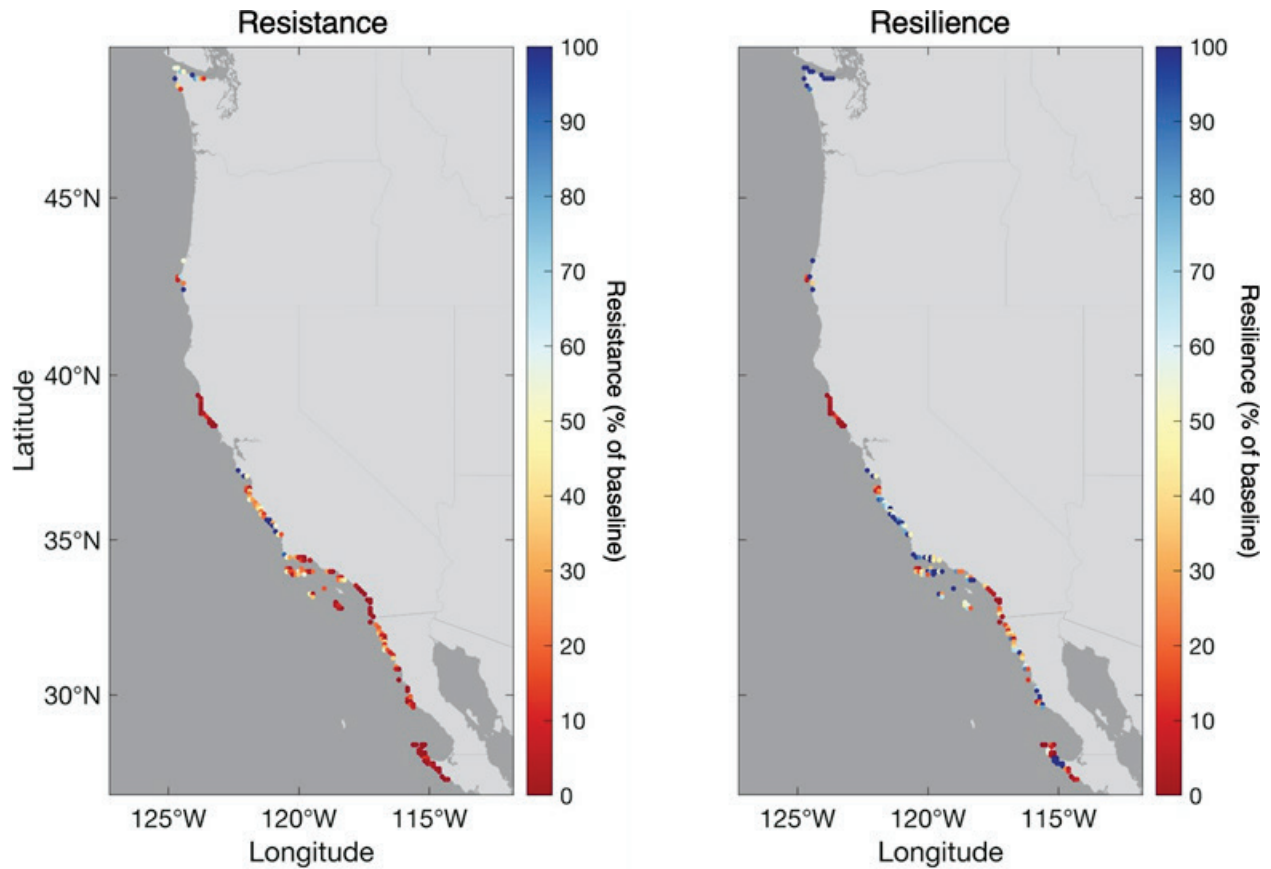 Resistance
Resilience
100
90
80
70
60
50
40
30
20
10
0
Resistance (% of baseline)
100
90
80
70
60
50
40
30
20
10
0
Resilience (% of baseline)
45°N
40°N
35°N
30°N
Latitude
125°W 120°W 115°W
Longitude
125°W 120°W 115°W
Longitude